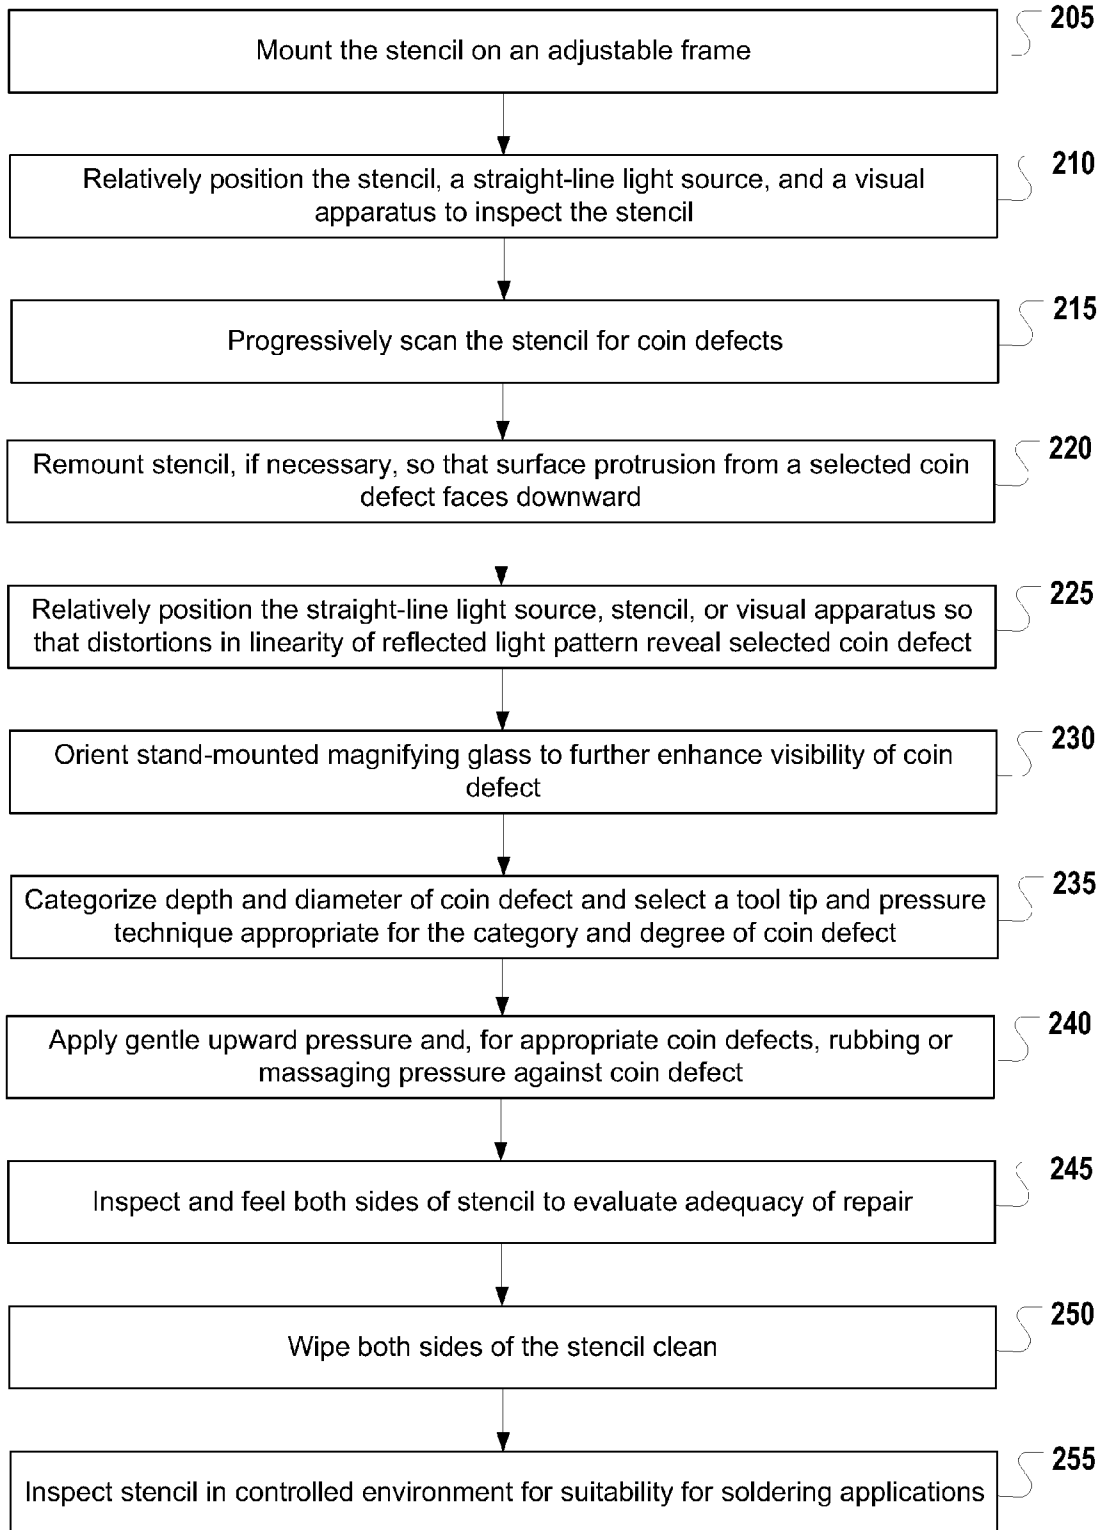 205
Mount the stencil on an adjustable frame
210
Relatively position the stencil, a straight-line light source, and a visual
apparatus to inspect the stencil
215
Progressively scan the stencil for coin defects
220
Remount stencil, if necessary, so that surface protrusion from a selected coin
defect faces downward
225
Relatively position the straight-line light source, stencil, or visual apparatus so
that distortions in linearity of reflected light pattern reveal selected coin defect
230
Orient stand-mounted magnifying glass to further enhance visibility of coin
defect
235
Categorize depth and diameter of coin defect and select a tool tip and pressure
technique appropriate for the category and degree of coin defect
240
Apply gentle upward pressure and, for appropriate coin defects, rubbing or
massaging pressure against coin defect
245
Inspect and feel both sides of stencil to evaluate adequacy of repair
250
Wipe both sides of the stencil clean
255
Inspect stencil in controlled environment for suitability for soldering applications